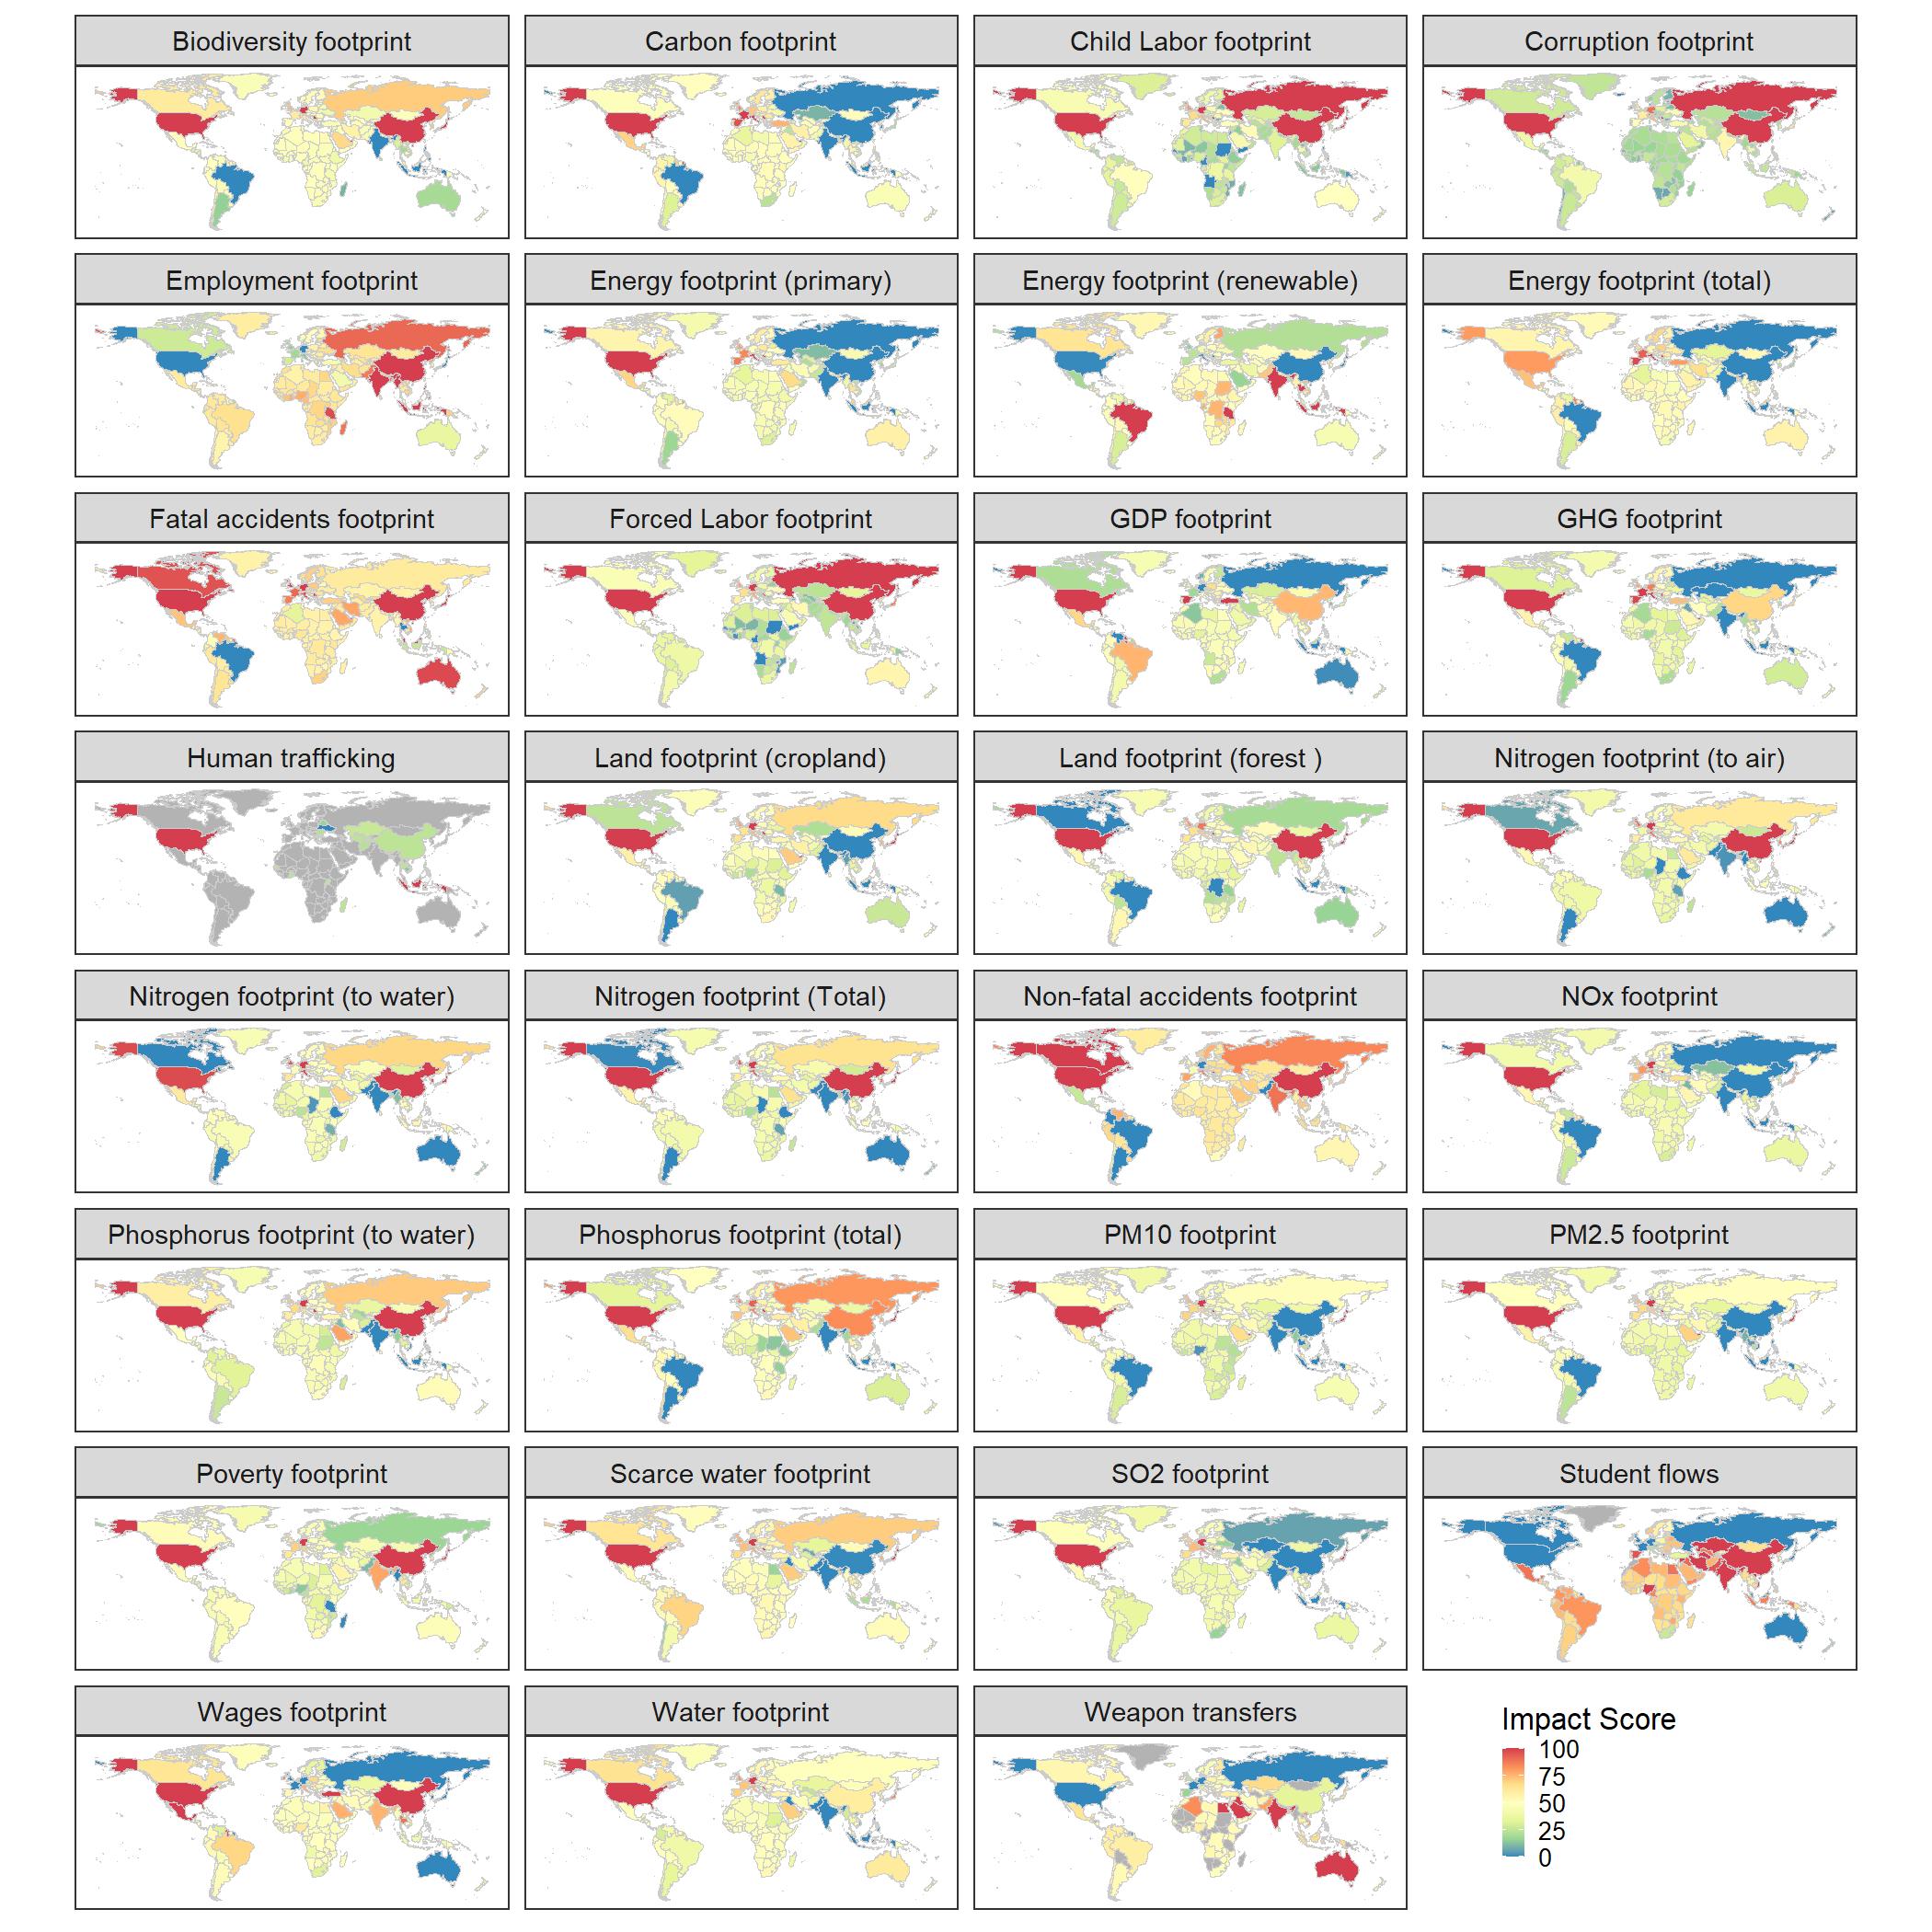 Biodiversity footprint
Carbon footprint
Child Labor footprint
Corruption footprint
Employment footprint
Energy footprint (primary)
Energy footprint (renewable)
Energy footprint (total)
Fatal accidents footprint
Forced Labor footprint
GDP footprint
GHG footprint
Human trafficking
Land footprint (cropland)
Land footprint (forest )
Nitrogen footprint (to air)
Nitrogen footprint (to water)
Nitrogen footprint (Total)
Non-fatal accidents footprint
NOx footprint
Phosphorus footprint (to water)
Phosphorus footprint (total)
PM10 footprint
PM2.5 footprint
Poverty footprint
Scarce water footprint
SO2 footprint
Student flows
Wages footprint
Water footprint
Weapon transfers
Impact Score
100
75
50
25
0